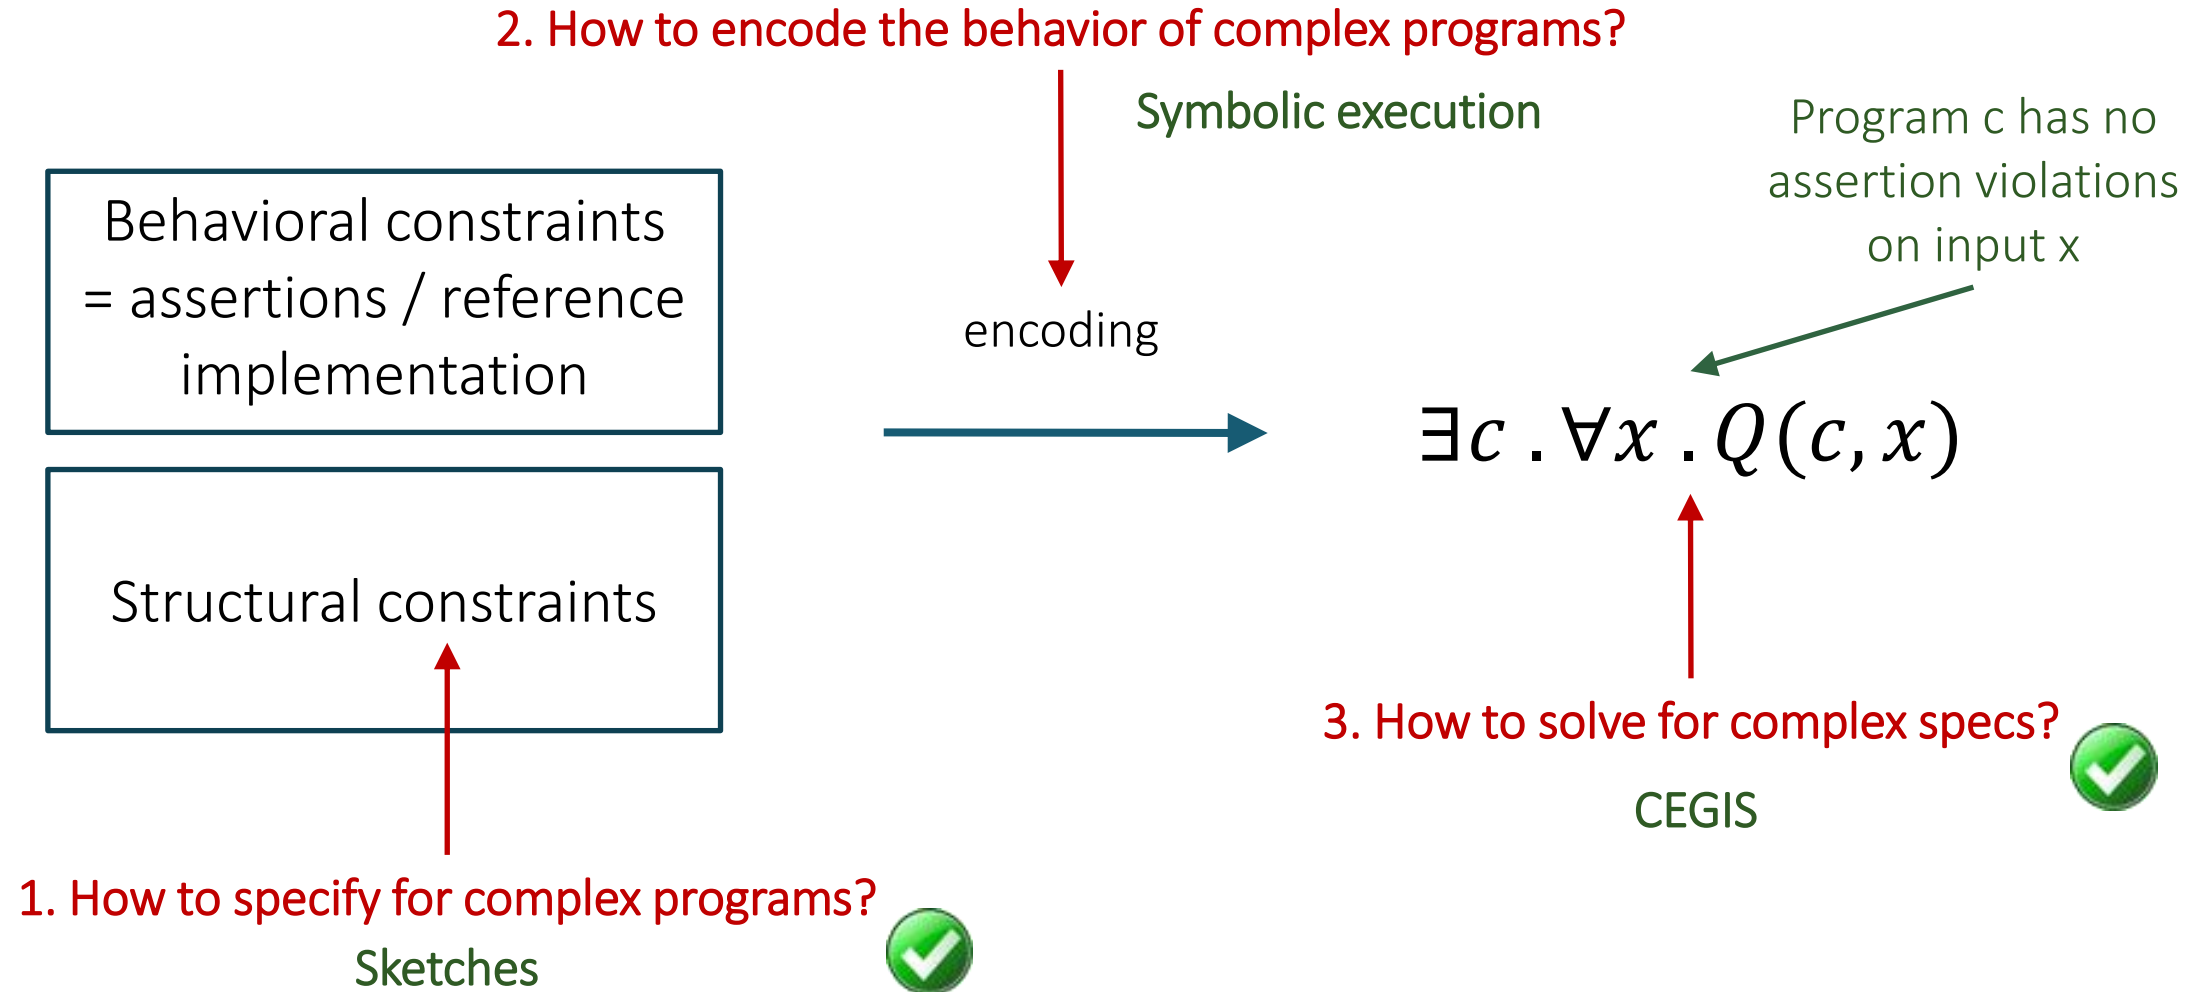 2. How to encode the behavior of complex programs?
Symbolic execution
Program c has no
assertion violations
on input x
Behavioral constraints
= assertions / reference
implementation
encoding
∃c . ∀x . Q(c, x)
Structural constraints
3. How to solve for complex specs?
CEGIS
1. How to specify for complex programs?
Sketches